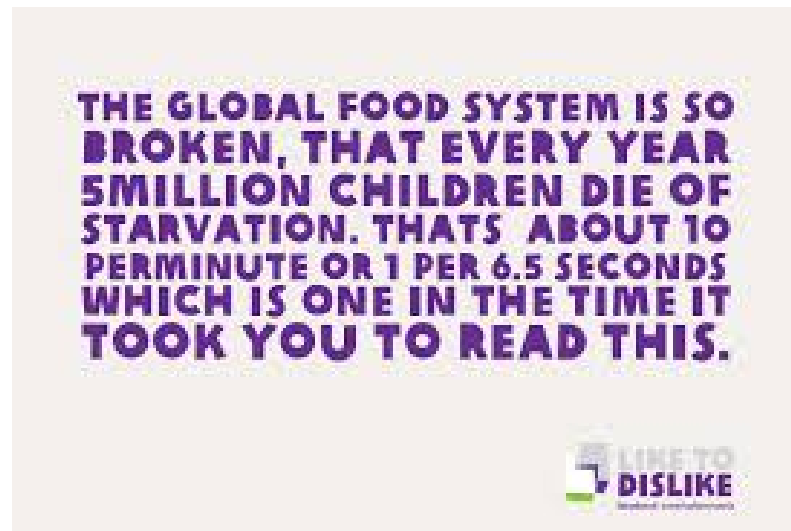 THE GLOBAL FOOD SYSTEM IS SO
BROKEN, THAT EVERY YEAR
5MILLION CHILDREN DIE OF
STARVATION. THATS ABOUT 10
PERMINUTE OR 1 PER 6.5 SECONDS
WHICH IS ONE IN THE TIME IT
TOOK YOU TO READ THIS.
LIKE TO
DISLIKE